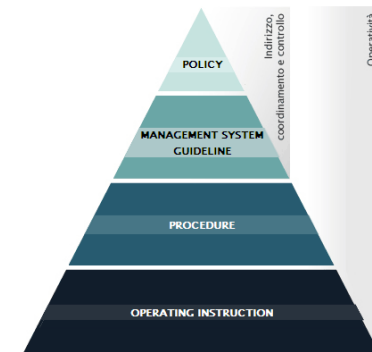 POLICY
MANAGEMENT SYSTEM
GUIDELINE
PROCEDURE
OPERATING INSTRUCTION
Indirizzo,
coordinamento e controllo
Operatività